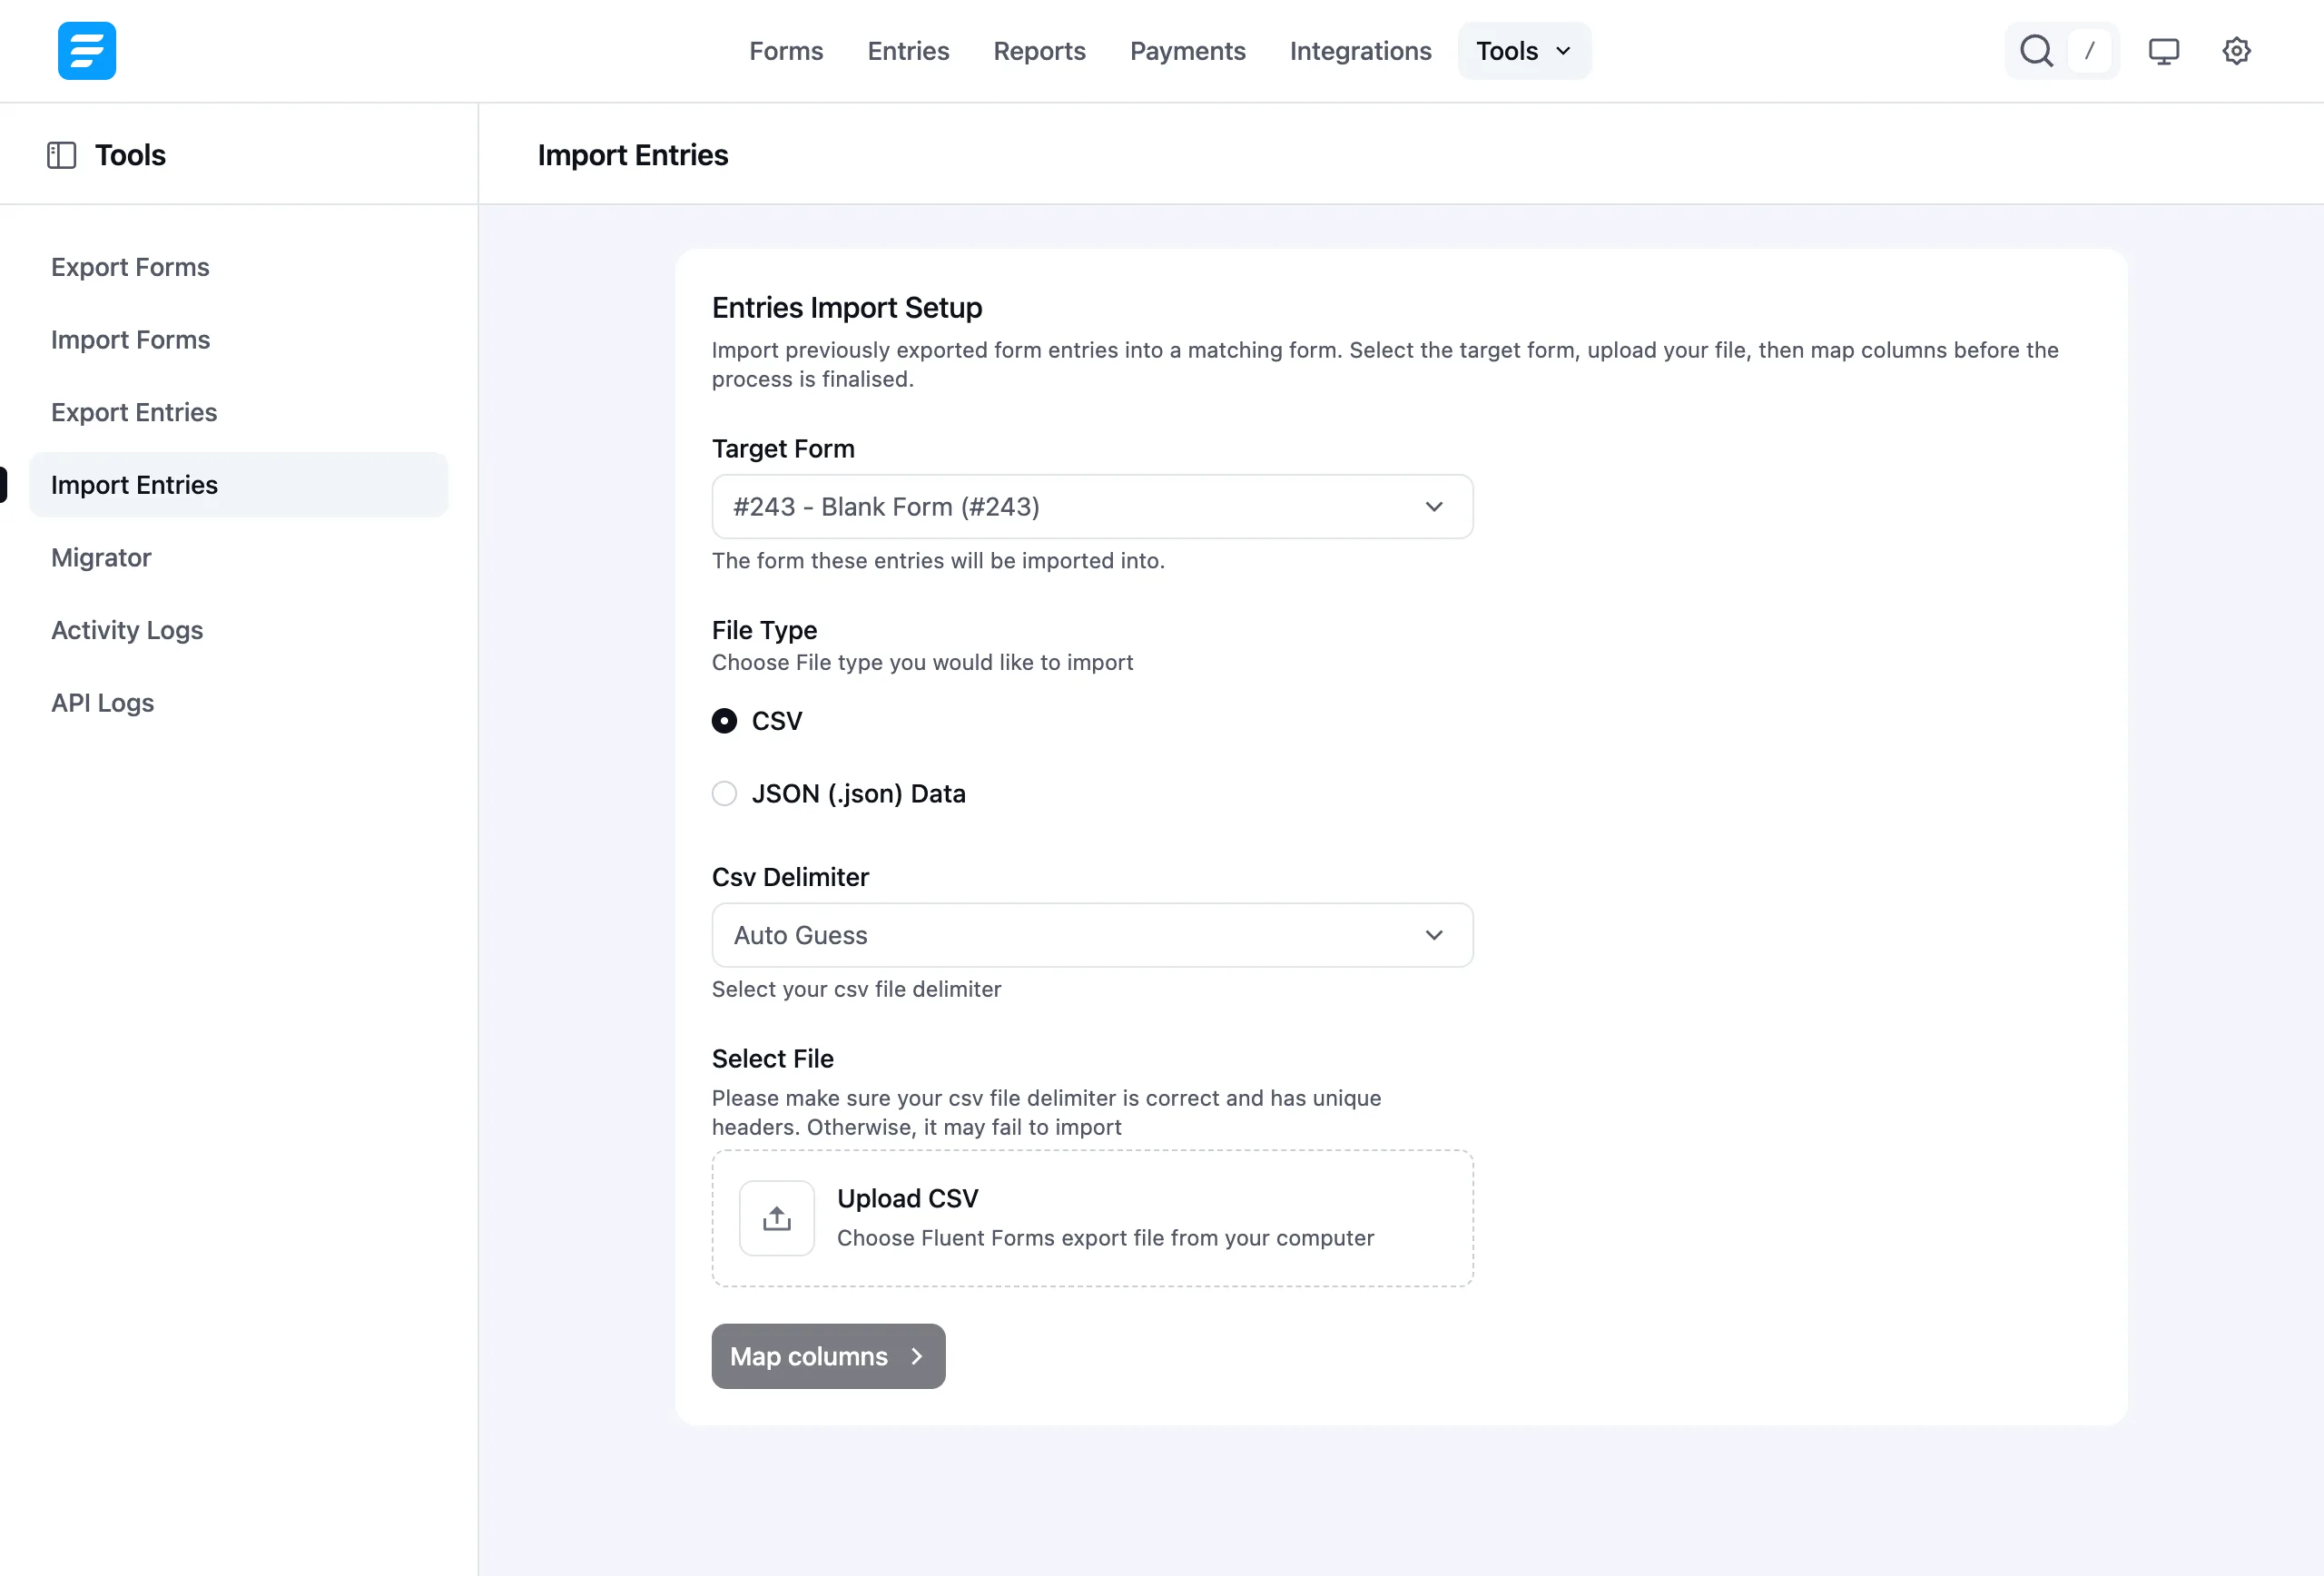 Forms Entries Reports Payments Integrations Tools /
Tools
Import Entries
Export Forms
Import Forms
Export Entries
Import Entries
Migrator
Activity Logs
API Logs
Entries Import Setup
Import previously exported form entries into a matching form. Select the target form, upload your file, then map columns before the
process is finalised.
Target Form
#243 - Blank Form (#243)
The form these entries will be imported into.
File Type
Choose File type you would like to import
CSV
JSON (.json) Data
Csv Delimiter
Auto Guess
Select your csv file delimiter
Select File
Please make sure your csv file delimiter is correct and has unique
headers. Otherwise, it may fail to import
Upload CSV
Choose Fluent Forms export file from your computer
Map columns